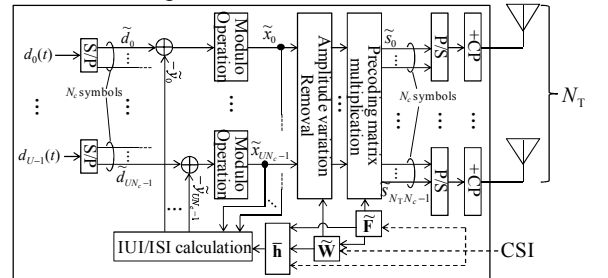 d̃₀
x̃₀
s̃₀
d₀(t)
S/P
−ỹ₀
Modulo Operation
Amplitude variation Removal
Precoding matrix multiplication
P/S
+CP
N_c symbols
N_c symbols
N_T
d_{U-1}(t)
S/P
d̃_{UN_c−1}
−ỹ_{UN_c−1}
Modulo Operation
x̃_{UN_c−1}
s̃_{N_T N_c−1}
P/S
+CP
IUI/ISI calculation
h̄
W̃
F̃
CSI